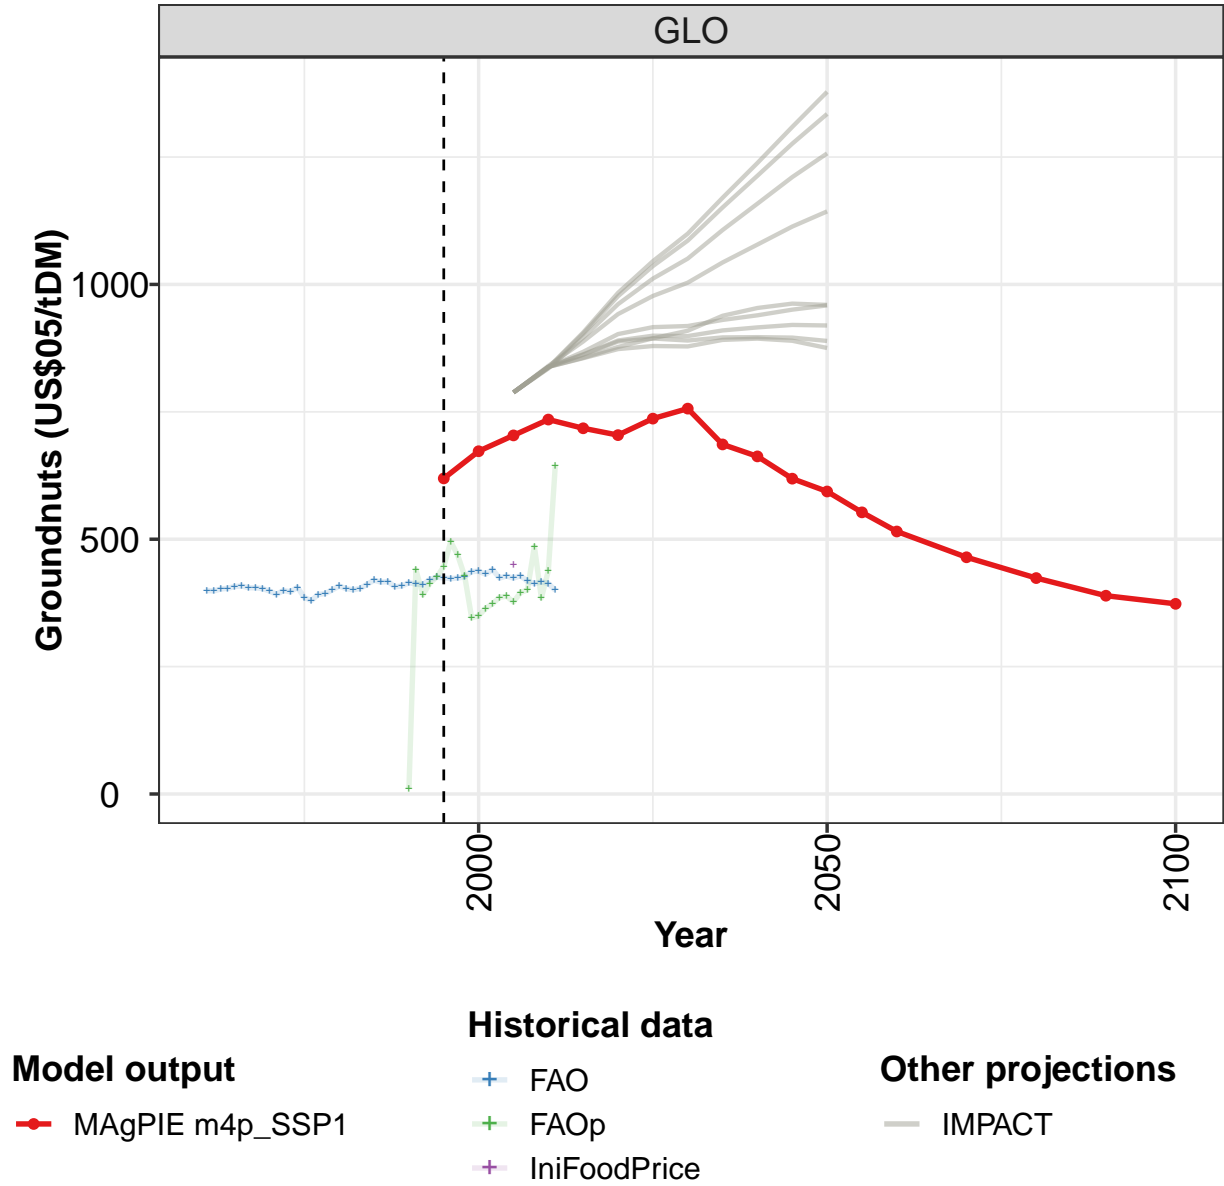 GLO
Groundnuts (US$05/tDM)
1000
500
0
2000
2050
2100
Year
Historical data
Model output
Other projections
FAO
MAgPIE m4p_SSP1
FAOp
IMPACT
IniFoodPrice